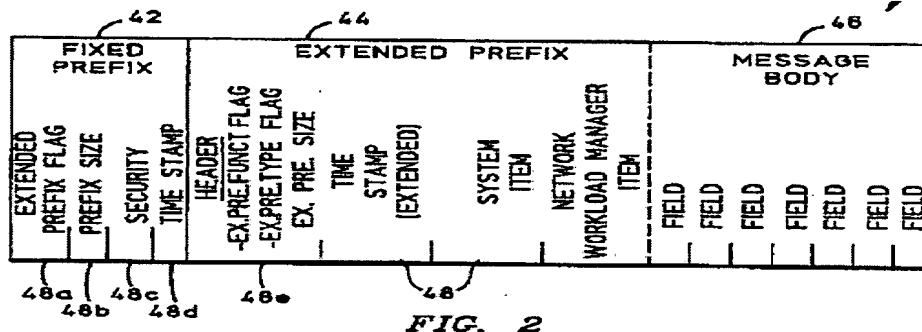 42
44
46
FIXED
PREFIX
EXTENDED PREFIX
MESSAGE
BODY
EXTENDED
PREFIX FLAG
PREFIX SIZE
SECURITY
TIME STAMP
HEADER
-EX.PRE.FUNCT FLAG
-EX.PRE.TYPE FLAG
EX. PRE. SIZE
TIME
STAMP
(EXTENDED)
SYSTEM
ITEM
NETWORK
WORKLOAD MANAGER
ITEM
FIELD
FIELD
FIELD
FIELD
FIELD
FIELD
FIELD
48a
48b
48c
48d
48e
48
FIG. 2